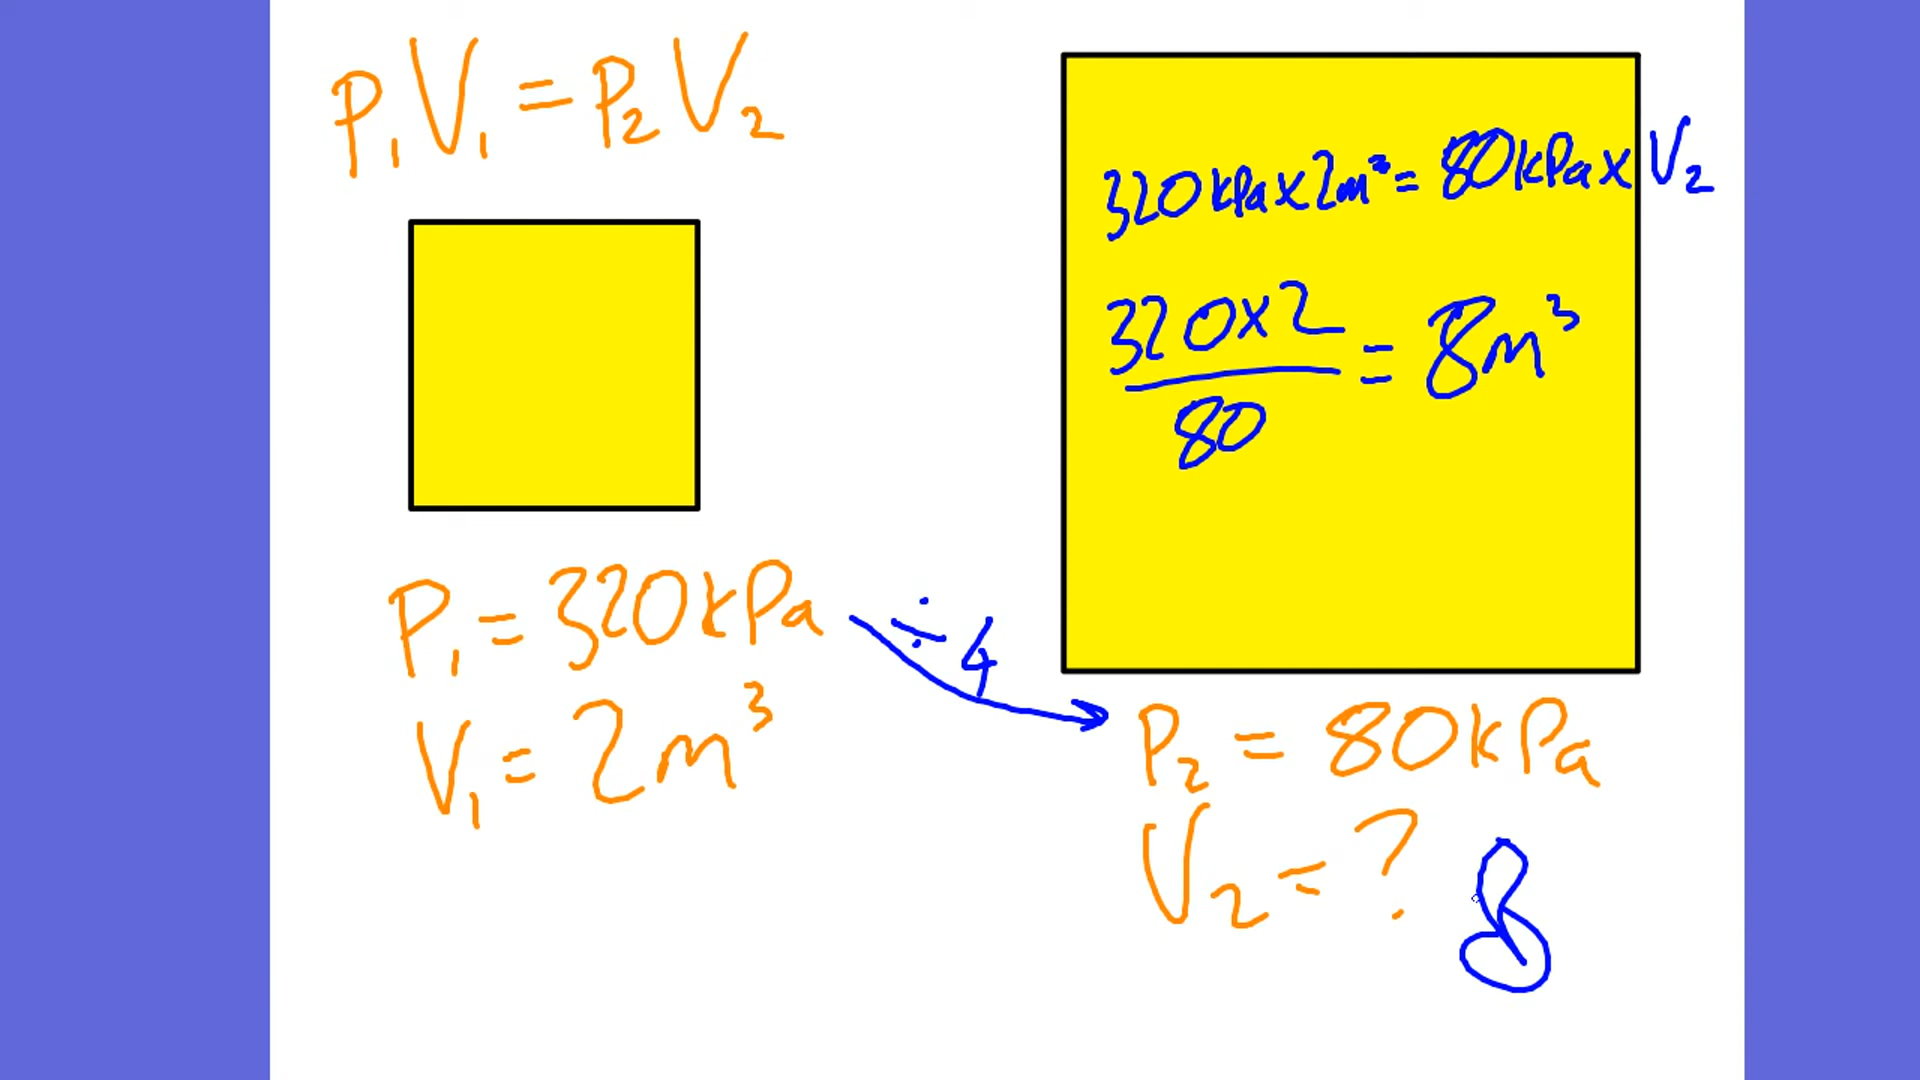 P₁V₁ = P₂V₂
320kPa x 2m³ = 80kPa x V₂
320 x 2
80
= 8m³
P₁ = 320kPa
÷ 4
V₁ = 2m³
P₂ = 80kPa
V₂ = ? 8